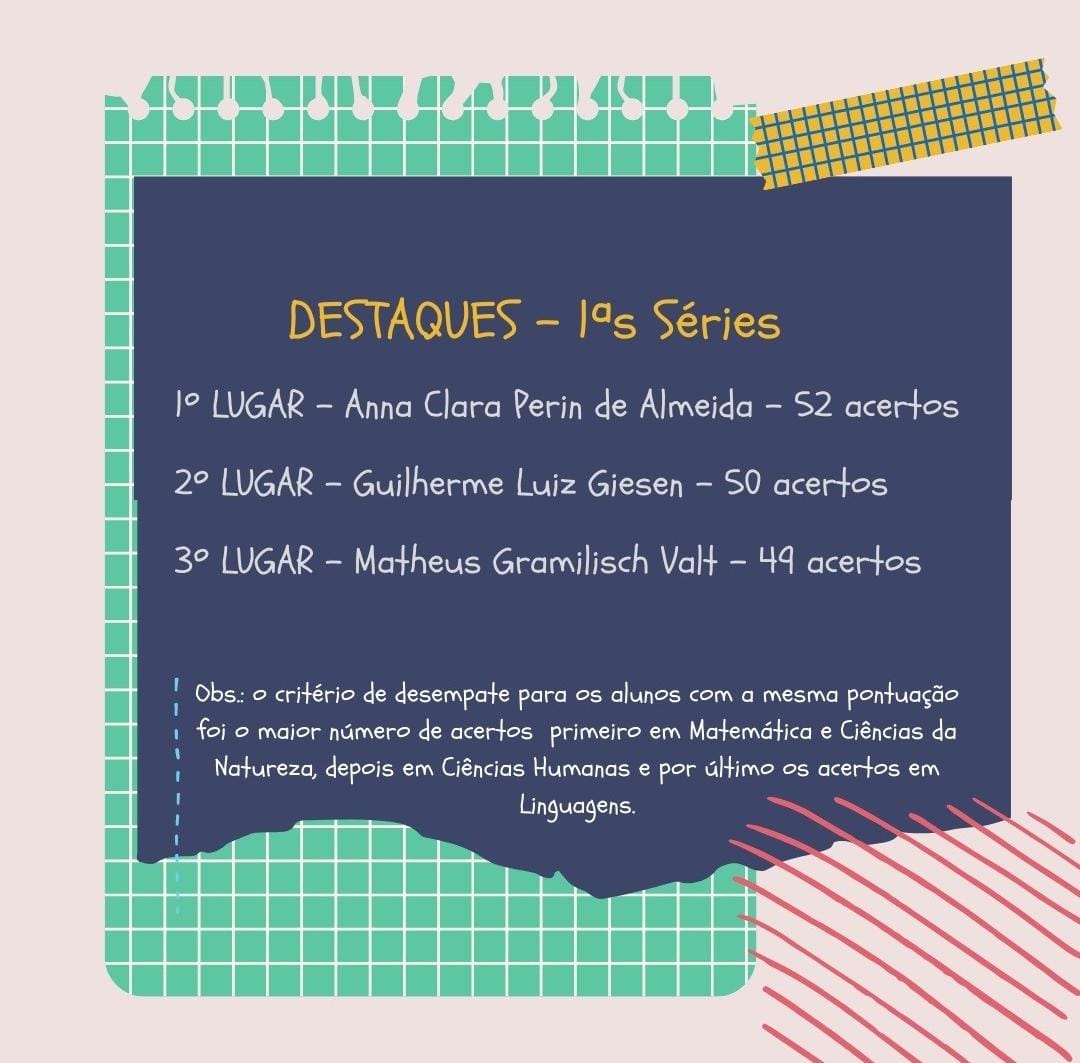 DESTAQUES - 1ªs Séries
1º LUGAR - Anna Clara Perin de Almeida - 52 acertos
2º LUGAR - Guilherme Luiz Giesen - 50 acertos
3º LUGAR - Matheus Gramilisch Valt - 49 acertos
Obs.: o critério de desempate para os alunos com a mesma pontuação
foi o maior número de acertos primeiro em Matemática e Ciências da
Natureza, depois em Ciências Humanas e por último os acertos em
Linguagens.